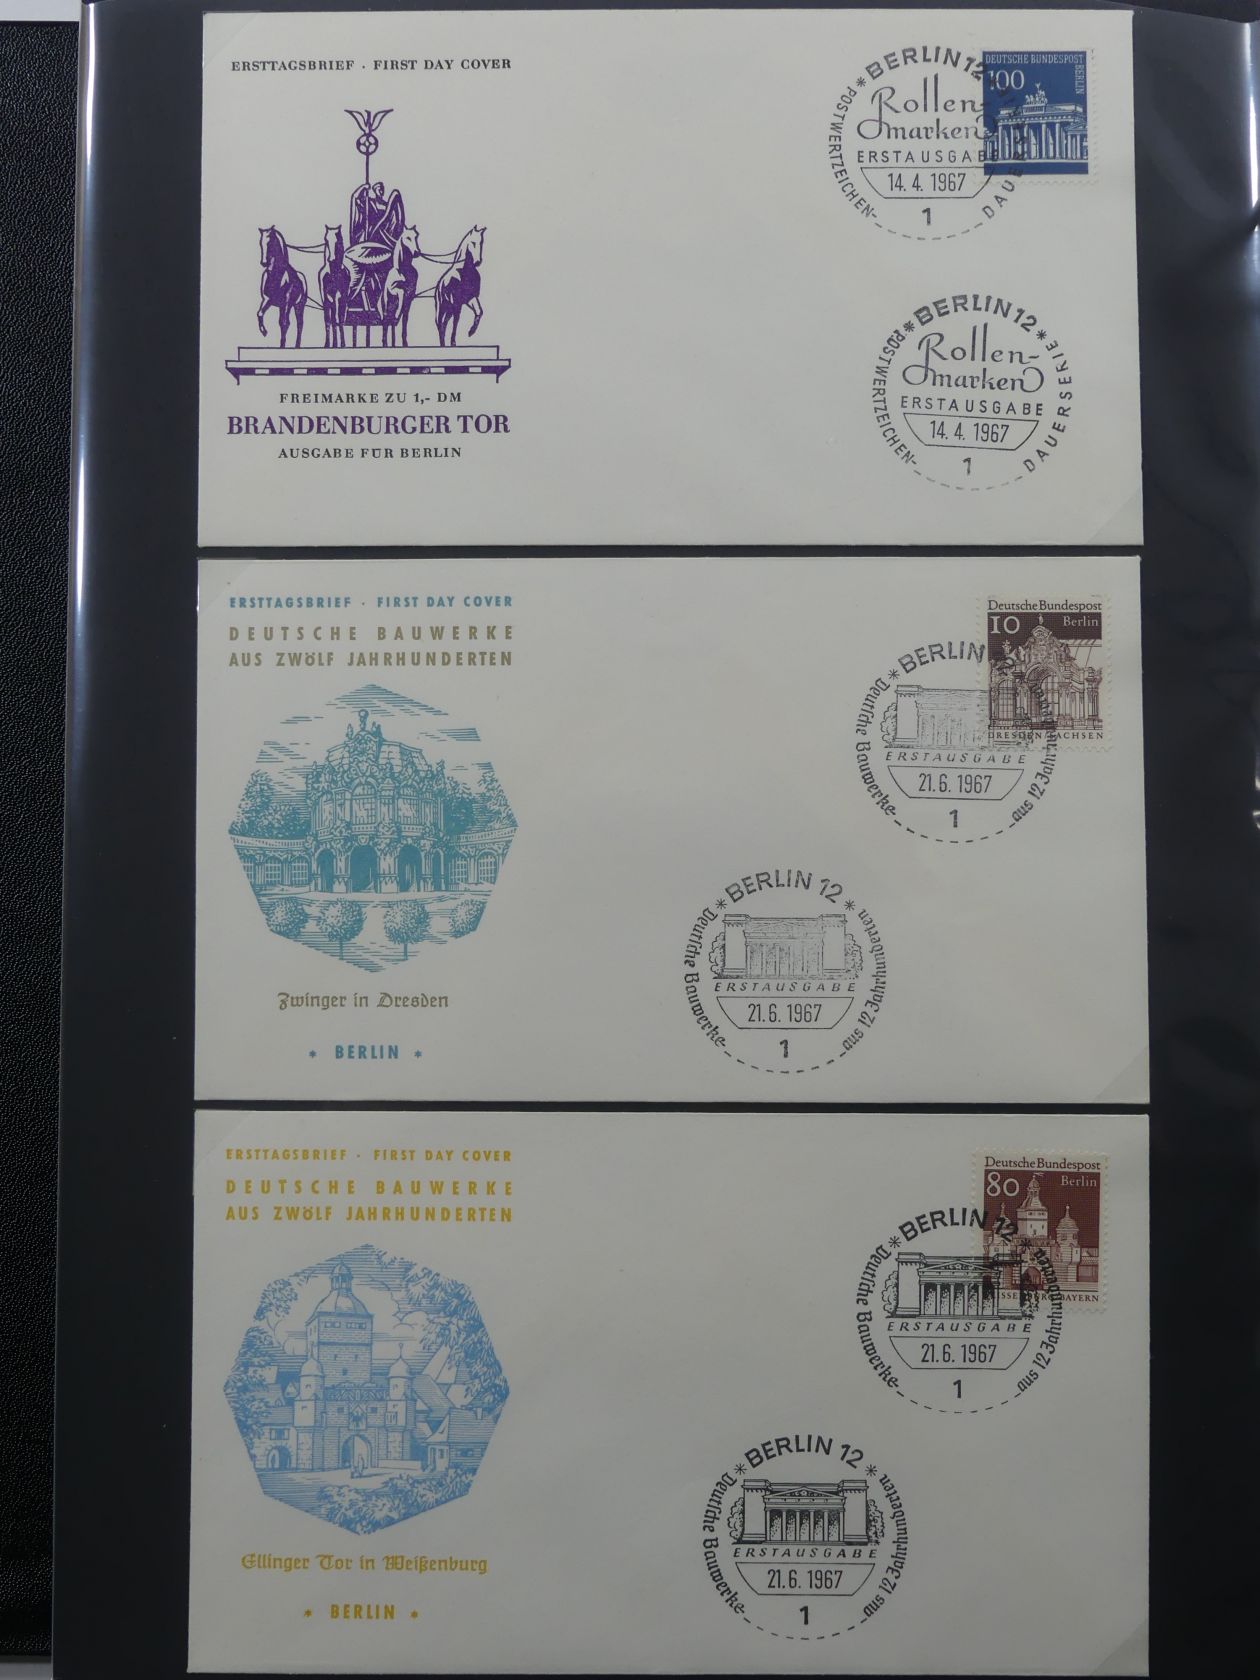 ERSTTAGSBRIEF · FIRST DAY COVER
FREIMARKE ZU 1,- DM
BRANDENBURGER TOR
AUSGABE FÜR BERLIN
DEUTSCHE BUNDESPOST
BERLIN
100
* BERLIN 12
Rollen-
marken
ERSTAUSGABE
14. 4. 1967
1
POSTWERTZEICHEN-
* BERLIN 12 *
Rollen-
marken
ERSTAUSGABE
14. 4. 1967
1
POSTWERTZEICHEN-
DAUERSERIE
ERSTTAGSBRIEF · FIRST DAY COVER
DEUTSCHE BAUWERKE
AUS ZWÖLF JAHRHUNDERTEN
Zwinger in Dresden
* BERLIN *
Deutsche Bundespost
10 Berlin
* BERLIN 12
ERSTAUSGABE
21. 6. 1967
1
Deutsche Bauwerke
* BERLIN 12 *
ERSTAUSGABE
21. 6. 1967
1
Deutsche Bauwerke
aus 12 Jahrhunderten
ERSTTAGSBRIEF · FIRST DAY COVER
DEUTSCHE BAUWERKE
AUS ZWÖLF JAHRHUNDERTEN
Ellinger Tor in Weißenburg
* BERLIN *
Deutsche Bundespost
80 Berlin
* BERLIN 12 *
ERSTAUSGABE
21. 6. 1967
1
Deutsche Bauwerke
aus 12 Jahrhunderten
* BERLIN 12 *
ERSTAUSGABE
21. 6. 1967
1
Deutsche Bauwerke
aus 12 Jahrhunderten